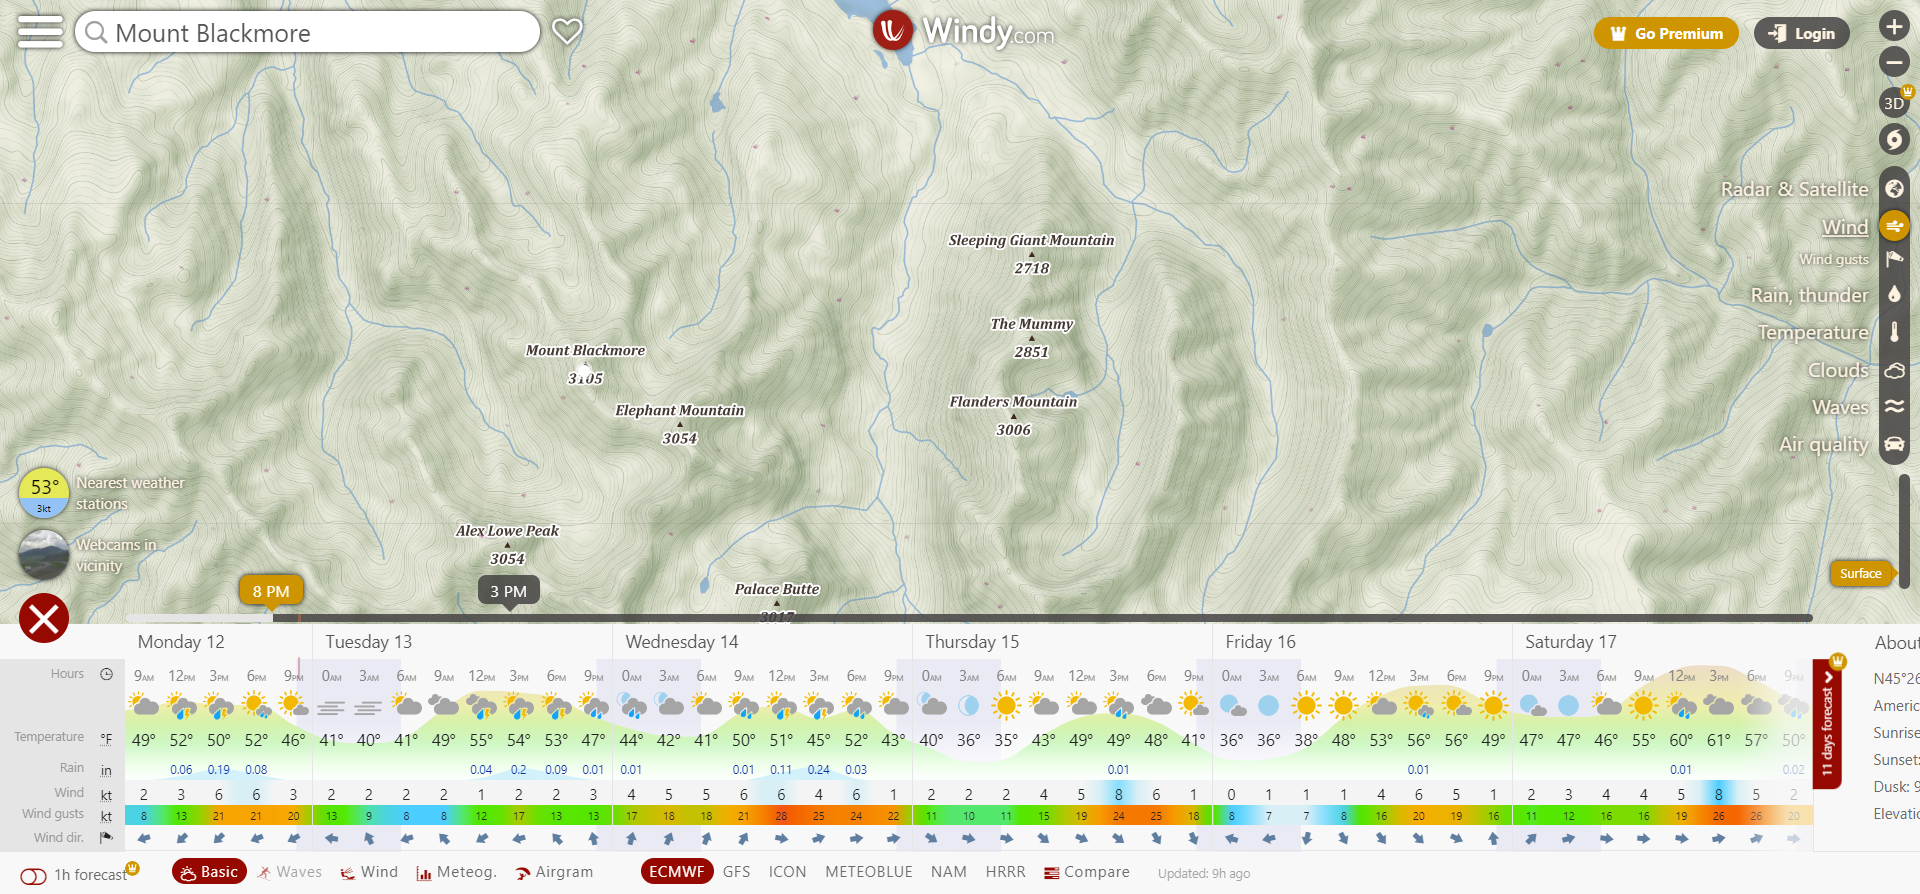 Mount Blackmore
Windy.com
Go Premium
Login
3D
Radar & Satellite
Wind
Wind gusts
Rain, thunder
Temperature
Clouds
Waves
Air quality
Surface
Sleeping Giant Mountain
2718
The Mummy
2851
Mount Blackmore
3105
Flanders Mountain
3006
Elephant Mountain
3054
Alex Lowe Peak
3054
Palace Butte
3017
53°
3kt
Nearest weather
stations
Webcams in
vicinity
8 PM
3 PM
Monday 12 Tuesday 13 Wednesday 14 Thursday 15 Friday 16 Saturday 17
Hours 9AM 12PM 3PM 6PM 9PM 0AM 3AM 6AM 9AM 12PM 3PM 6PM 9PM 0AM 3AM 6AM 9AM 12PM 3PM 6PM 9PM 0AM 3AM 6AM 9AM 12PM 3PM 6PM 9PM 0AM 3AM 6AM 9AM 12PM 3PM 6PM 9PM 0AM 3AM 6AM 9AM 12PM 3PM 6PM 9PM
Temperature °F 49° 52° 50° 52° 46° 41° 40° 41° 49° 55° 54° 53° 47° 44° 42° 41° 50° 51° 45° 52° 43° 40° 36° 35° 43° 49° 49° 48° 41° 36° 36° 38° 48° 53° 56° 56° 49° 47° 47° 46° 55° 60° 61° 57° 50°
Rain in 0.06 0.19 0.08 0.04 0.2 0.09 0.01 0.01 0.01 0.11 0.24 0.03 0.01 0.01 0.01 0.02
Wind kt 2 3 6 6 3 2 2 2 2 1 2 2 3 4 5 5 6 6 4 6 1 2 2 2 4 5 8 6 1 0 1 1 1 4 6 5 1 2 3 4 4 5 8 5 2
Wind gusts kt 8 13 21 21 20 13 9 8 8 12 17 13 13 17 18 18 21 28 25 24 22 11 10 11 15 19 24 25 18 8 7 7 8 16 20 19 16 11 12 16 16 19 26 26 20
Wind dir.
11 days forecast
About
N45°26
Americ
Sunrise
Sunset:
Dusk: 9
Elevatio
1h forecast
Basic
Waves
Wind
Meteog.
Airgram
ECMWF
GFS
ICON
METEOBLUE
NAM
HRRR
Compare
Updated: 9h ago